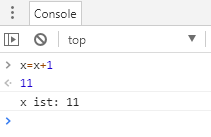 Console
top
x=x+1
11
x ist: 11